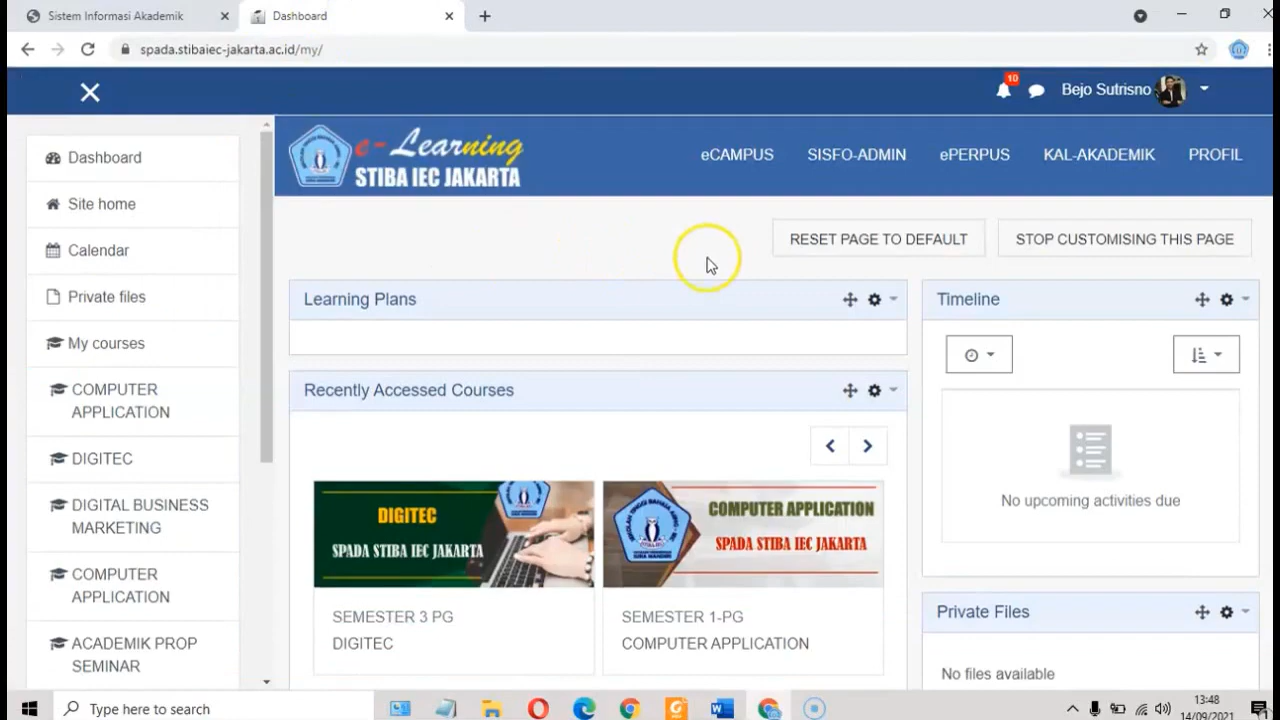 Sistem Informasi Akademik
Dashboard
spada.stibaiec-jakarta.ac.id/my/
10
Bejo Sutrisno
e - Learning
STIBA IEC JAKARTA
eCAMPUS
SISFO-ADMIN
ePERPUS
KAL-AKADEMIK
PROFIL
Dashboard
Site home
Calendar
Private files
My courses
COMPUTER
APPLICATION
DIGITEC
DIGITAL BUSINESS
MARKETING
COMPUTER
APPLICATION
ACADEMIK PROP
SEMINAR
RESET PAGE TO DEFAULT
STOP CUSTOMISING THIS PAGE
Learning Plans
Recently Accessed Courses
DIGITEC
SPADA STIBA IEC JAKARTA
SEMESTER 3 PG
DIGITEC
COMPUTER APPLICATION
SPADA STIBA IEC JAKARTA
SEMESTER 1-PG
COMPUTER APPLICATION
Timeline
No upcoming activities due
Private Files
No files available
Type here to search
13:48
14/09/2021